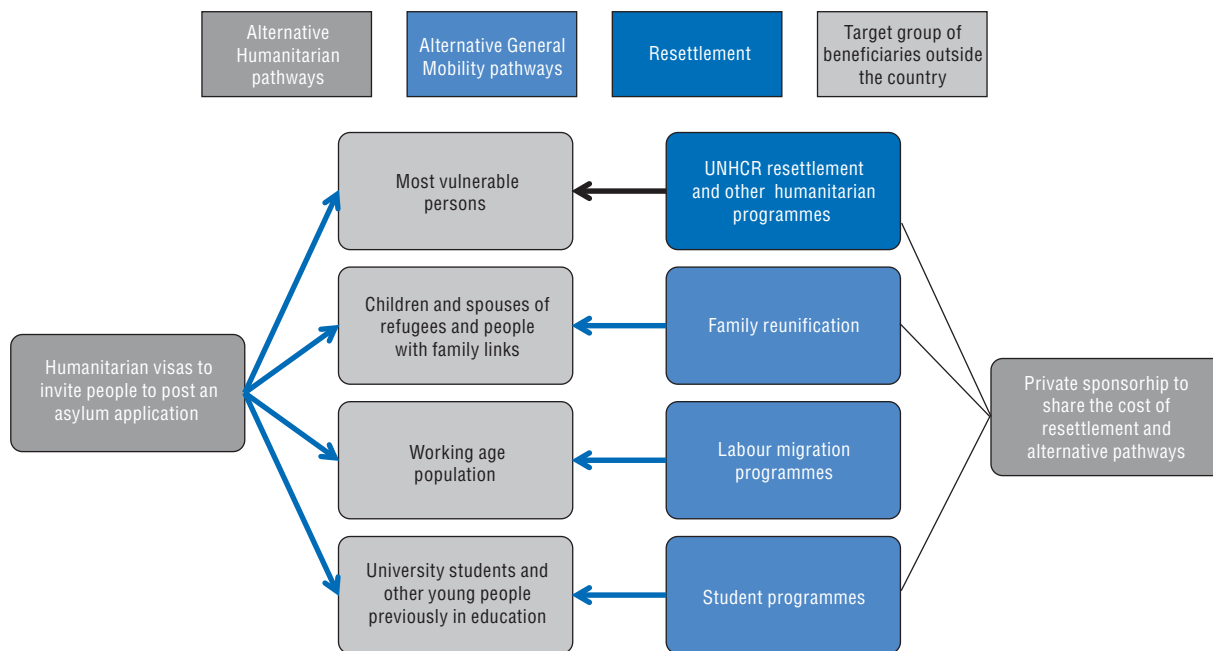 Alternative
Humanitarian
pathways
Alternative General
Mobility pathways
Resettlement
Target group of
beneficiaries outside
the country
Most vulnerable
persons
UNHCR resettlement
and other humanitarian
programmes
Children and spouses of
refugees and people
with family links
Family reunification
Humanitarian visas to
invite people to post an
asylum application
Private sponsorhip to
share the cost of
resettlement and
alternative pathways
Working age
population
Labour migration
programmes
University students and
other young people
previously in education
Student programmes